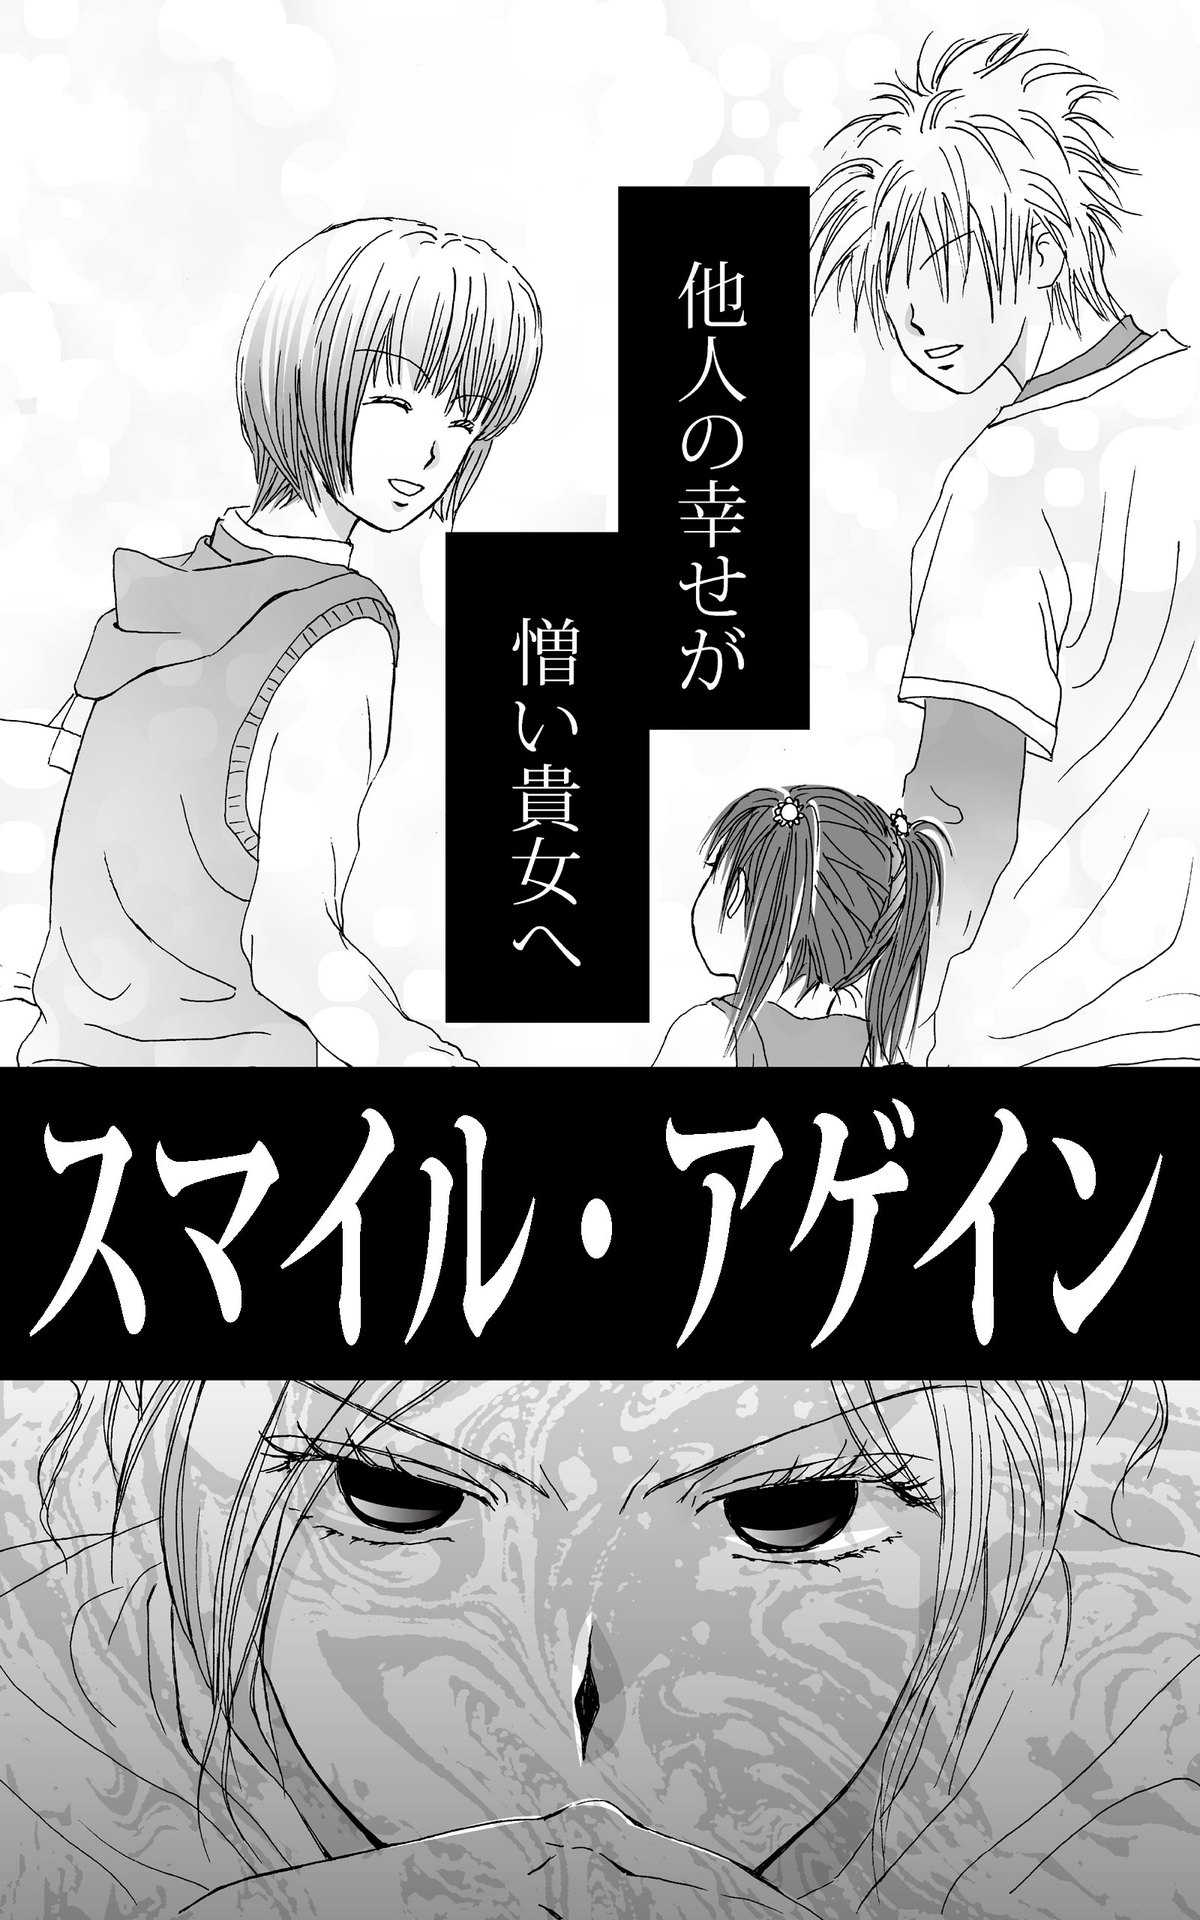 他人の幸せが
憎い貴女へ
スマイル・アゲイン